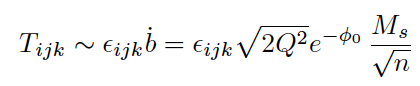 T_{ijk} \sim \epsilon_{ijk} \dot{b} = \epsilon_{ijk} \sqrt{2Q^2} e^{-\phi_0} \frac{M_s}{\sqrt{n}}